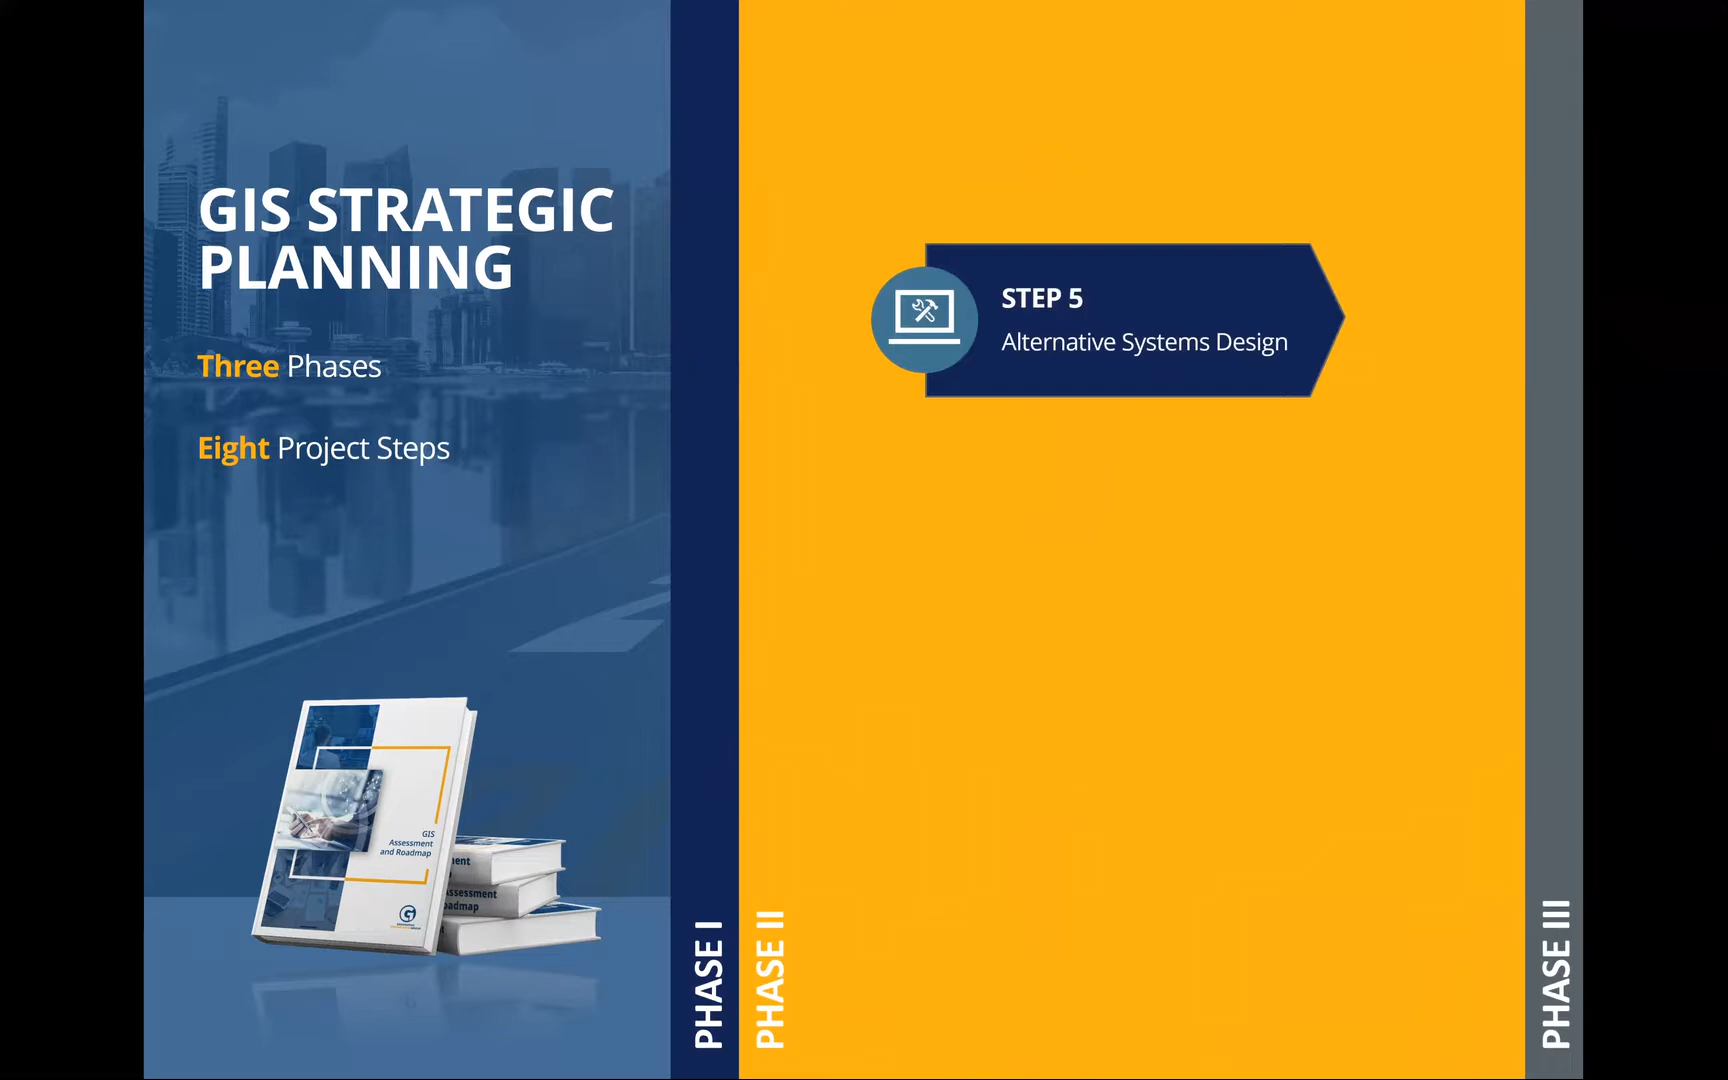 GIS STRATEGIC
PLANNING
Three Phases
Eight Project Steps
GIS
Assessment
and Roadmap
PHASE I
PHASE II
STEP 5
Alternative Systems Design
PHASE III